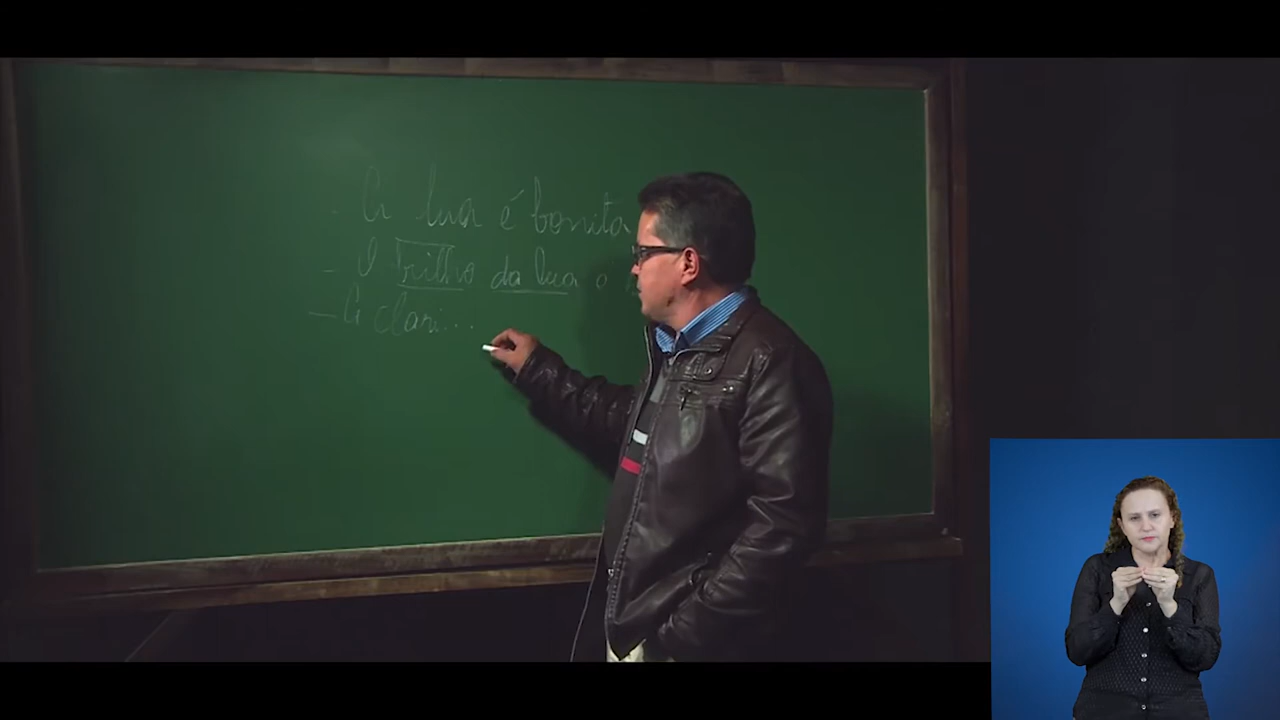 - A lua é bonita
- O brilho da lua o
- A clari...